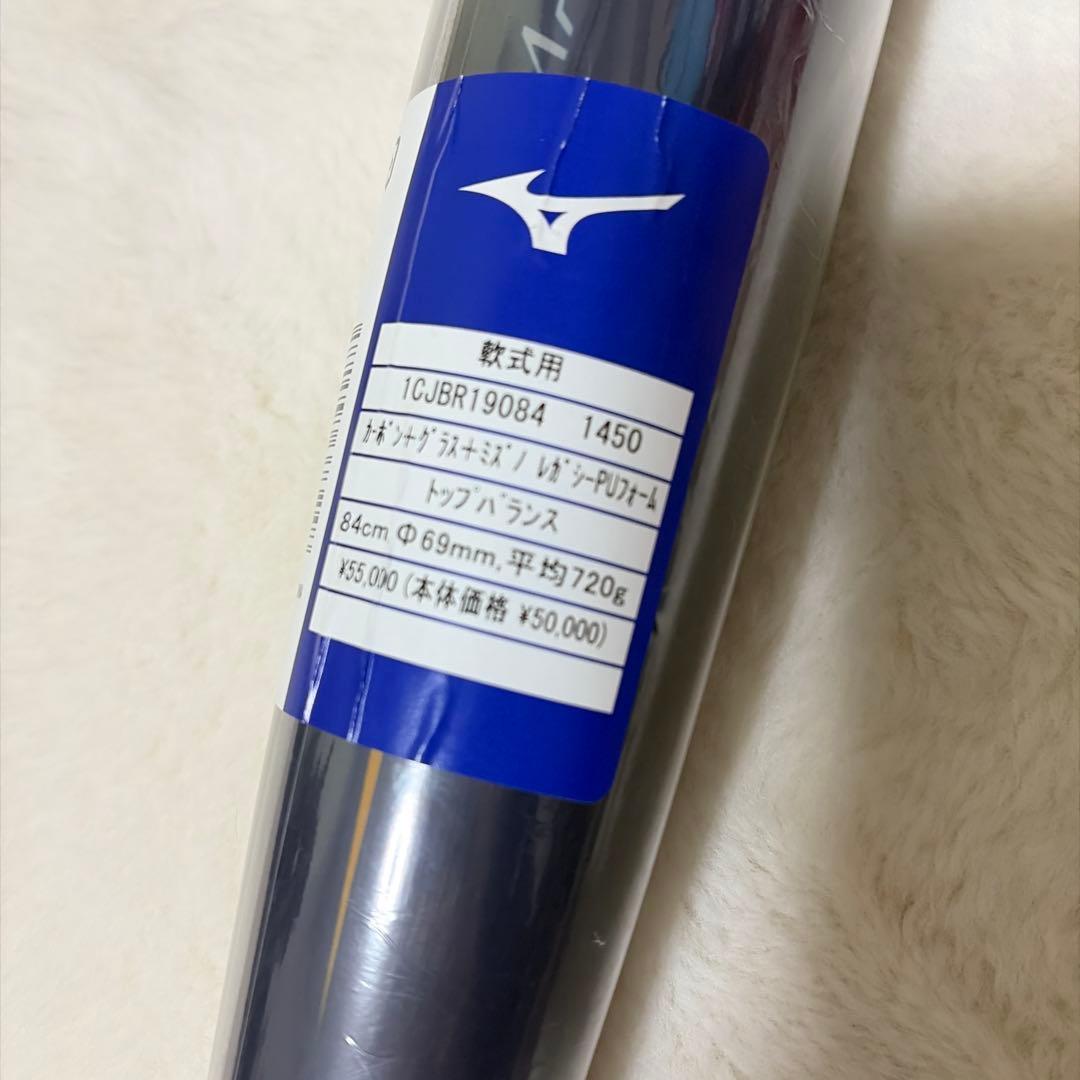 軟式用
1CJBR19084 1450
ｶｰﾎﾞﾝ+ｸﾞﾗｽ+ﾐｽﾞﾉ ﾚｶﾞｼｰPUﾌｫｰﾑ
トップバランス
84cm,Φ69mm,平均720g
¥55,000(本体価格 ¥50,000)